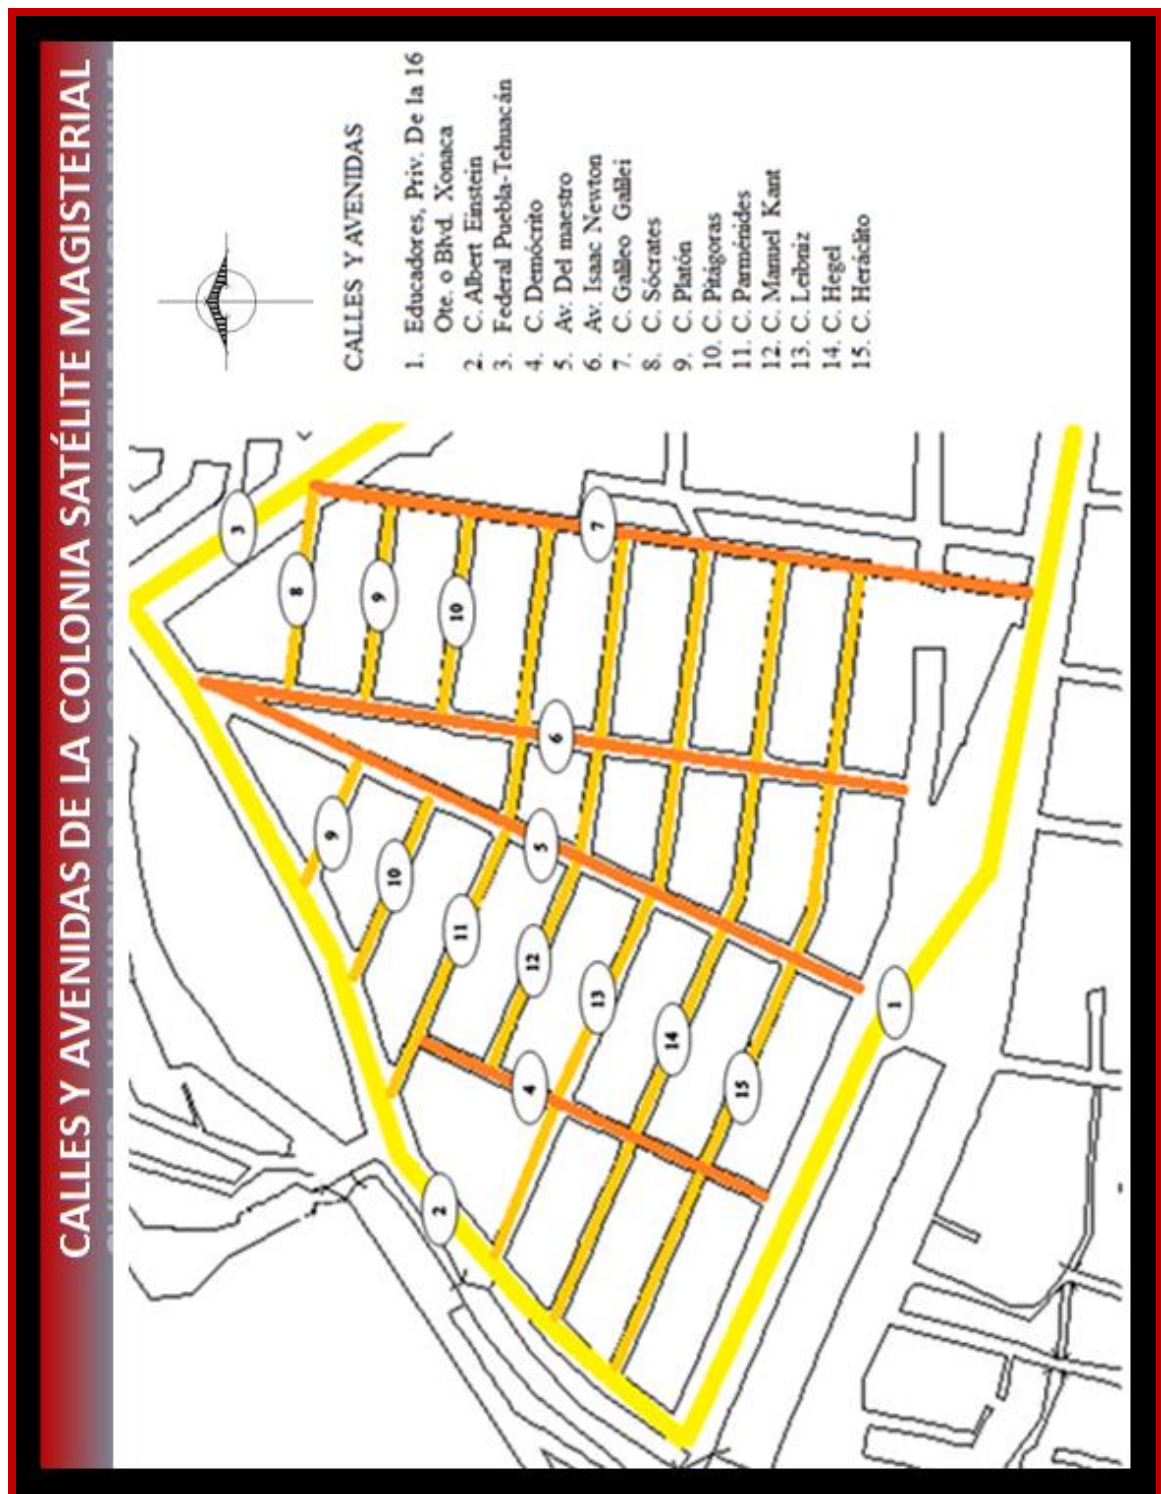 CALLES Y AVENIDAS DE LA COLONIA SATÉLITE MAGISTERIAL
CALLES Y AVENIDAS
1. Educadores, Priv. De la 16
Ote. o Blvd. Xonaca
2. C. Albert Einstein
3. Federal Puebla-Tehuacán
4. C. Demócrito
5. Av. Del maestro
6. Av. Isaac Newton
7. C. Galileo Galilei
8. C. Sócrates
9. C. Platón
10. C. Pitágoras
11. C. Parménides
12. C. Manuel Kant
13. C. Leibniz
14. C. Hegel
15. C. Heráclito
3
8
9
10
7
6
9
5
10
11
12
13
1
14
4
15
2